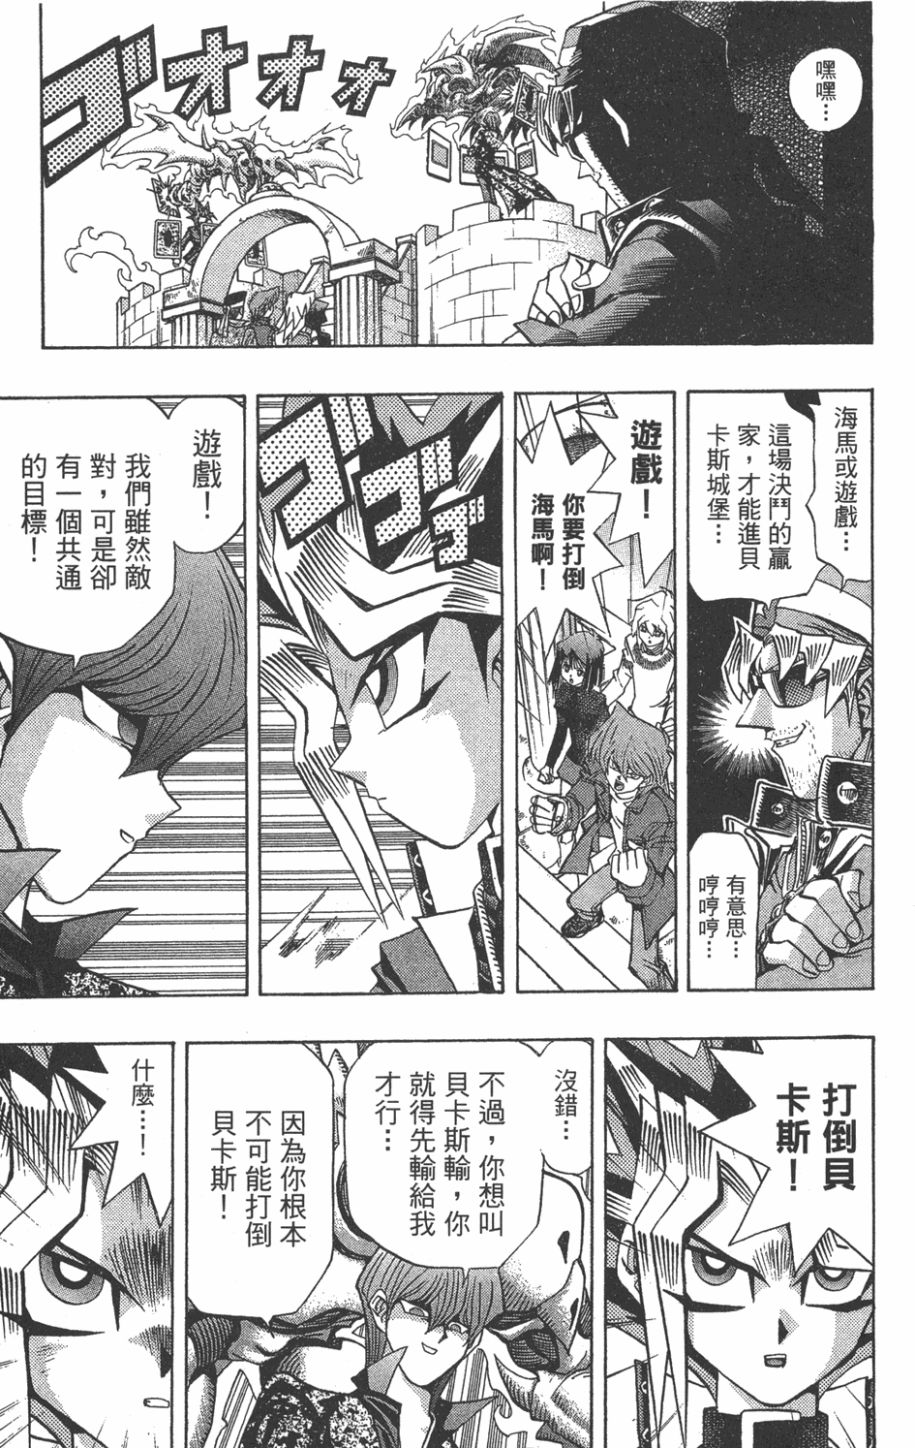 嘿嘿…
ゴオオォ
海馬或遊戲…
這場決鬥的贏
家，才能進貝
卡斯城堡…
有意思…
哼哼哼…
遊戲！
你要打倒
海馬啊！
ゴゴゴ
遊戲！
我們雖然敵
對，可是卻
有一個共通
的目標！
打倒貝
卡斯！
沒錯…
不過，你想叫
貝卡斯輸，你
就得先輸給我
才行…
因為你根本
不可能打倒
貝卡斯！
什麼…！